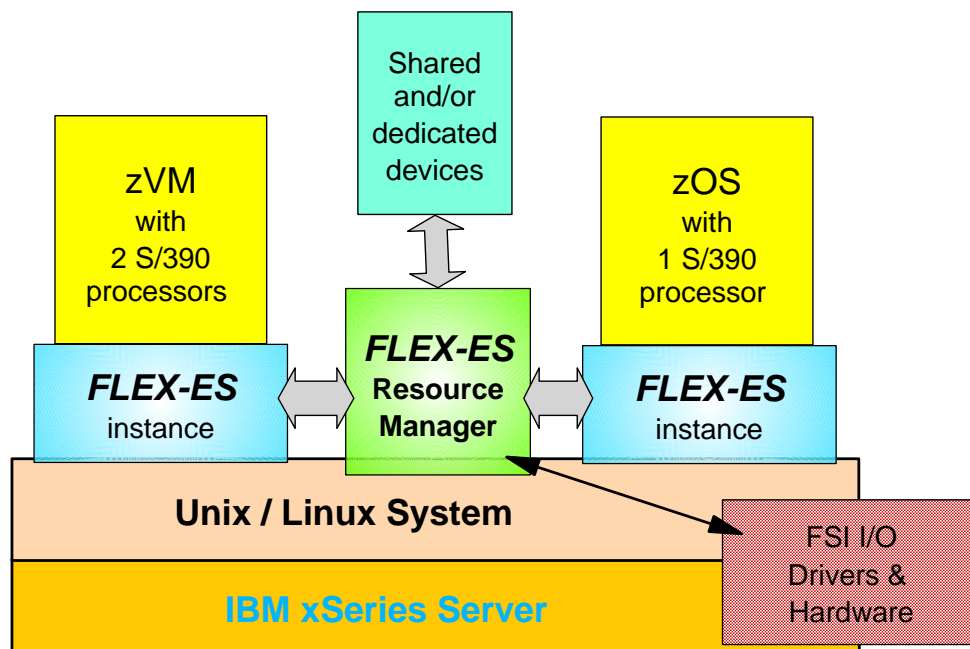 Shared
and/or
dedicated
devices
zVM
with
2 S/390
processors
zOS
with
1 S/390
processor
FLEX-ES
instance
FLEX-ES
Resource
Manager
FLEX-ES
instance
Unix / Linux System
FSI I/O
Drivers &
Hardware
IBM xSeries Server